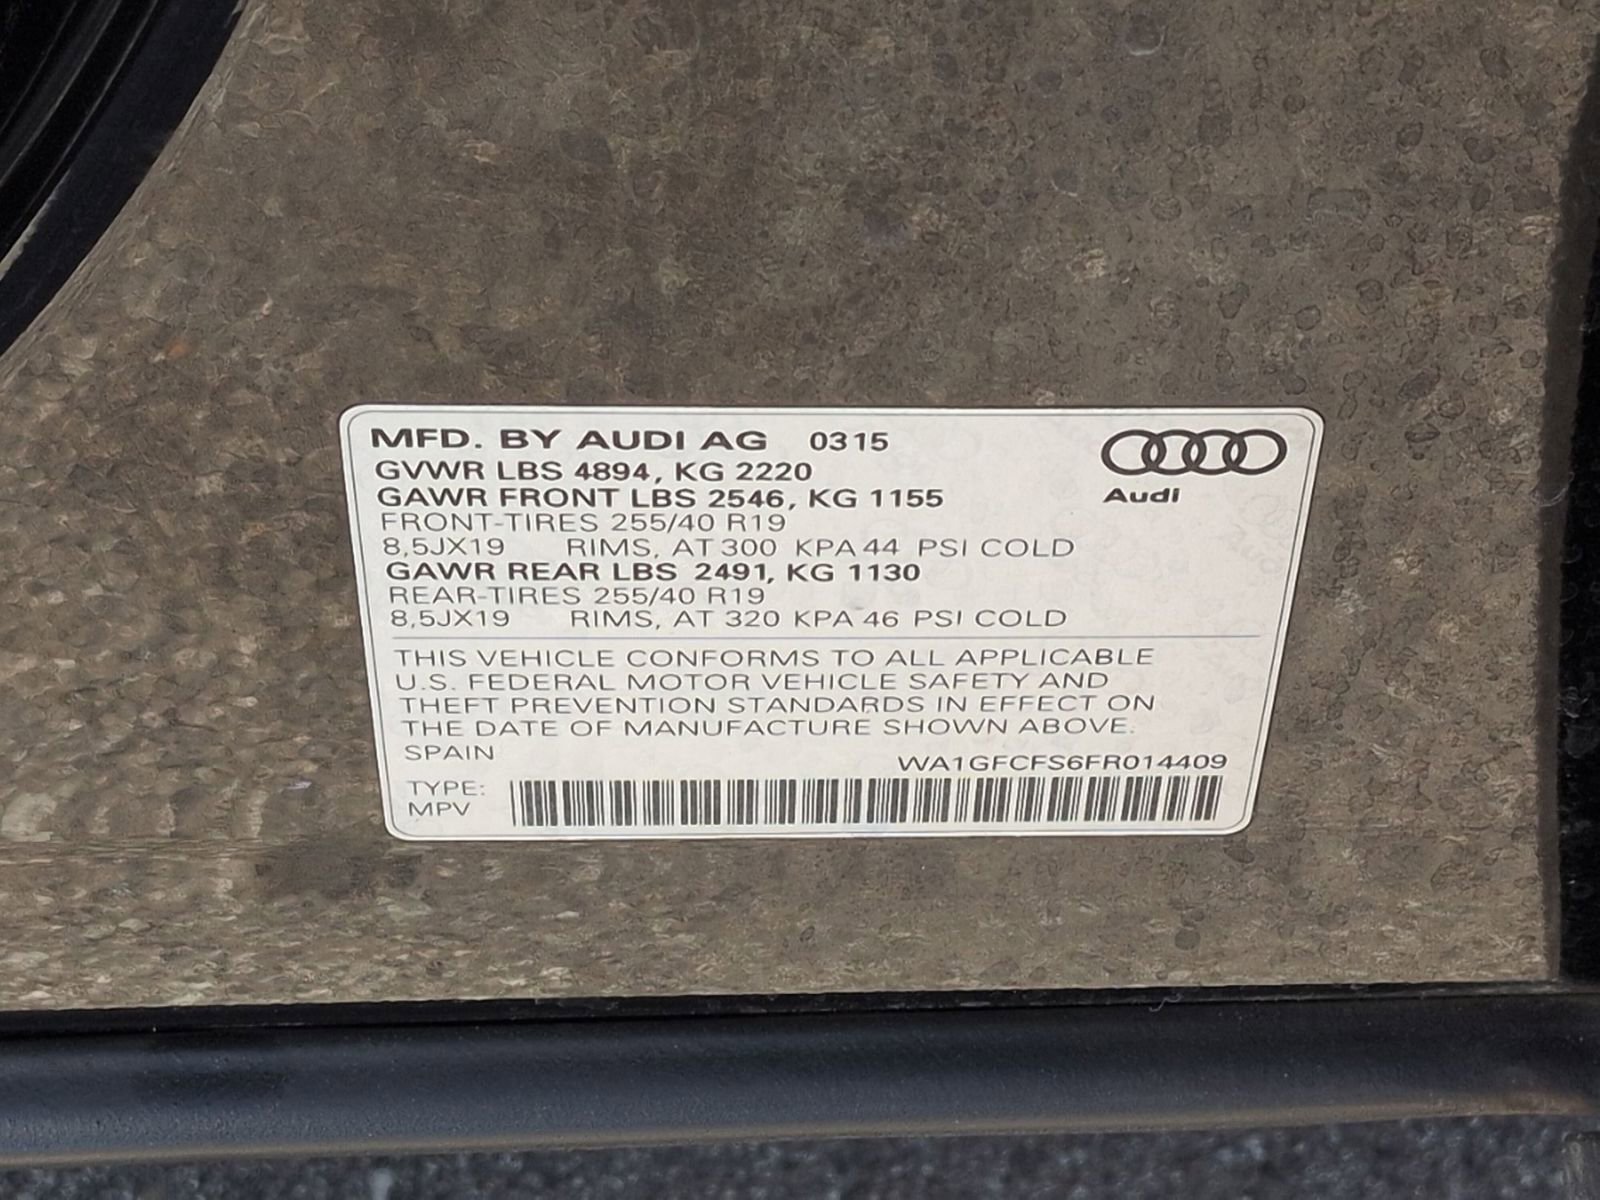 MFD. BY AUDI AG 0315
GVWR LBS 4894, KG 2220
GAWR FRONT LBS 2546, KG 1155
FRONT-TIRES 255/40 R19
8,5JX19 RIMS, AT 300 KPA 44 PSI COLD
GAWR REAR LBS 2491, KG 1130
REAR-TIRES 255/40 R19
8,5JX19 RIMS, AT 320 KPA 46 PSI COLD
Audi
THIS VEHICLE CONFORMS TO ALL APPLICABLE
U.S. FEDERAL MOTOR VEHICLE SAFETY AND
THEFT PREVENTION STANDARDS IN EFFECT ON
THE DATE OF MANUFACTURE SHOWN ABOVE.
SPAIN
WA1GFCFS6FR014409
TYPE:
MPV